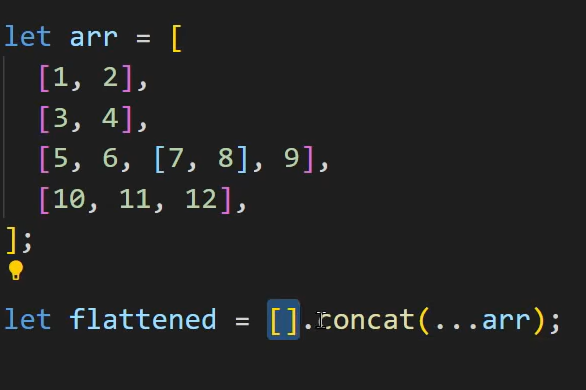 let arr = [
  [1, 2],
  [3, 4],
  [5, 6, [7, 8], 9],
  [10, 11, 12],
];
let flattened = [].concat(...arr);